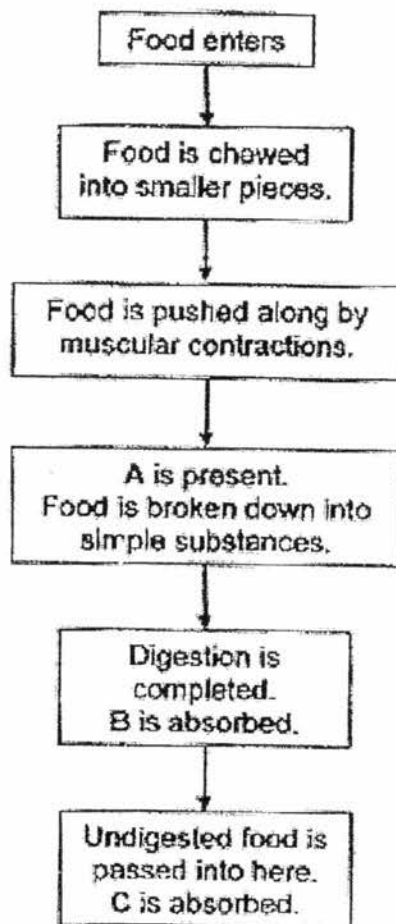 Food enters
Food is chewed
into smaller pieces.
Food is pushed along by
muscular contractions.
A is present.
Food is broken down into
simple substances.
Digestion is
completed.
B is absorbed.
Undigested food is
passed into here.
C is absorbed.